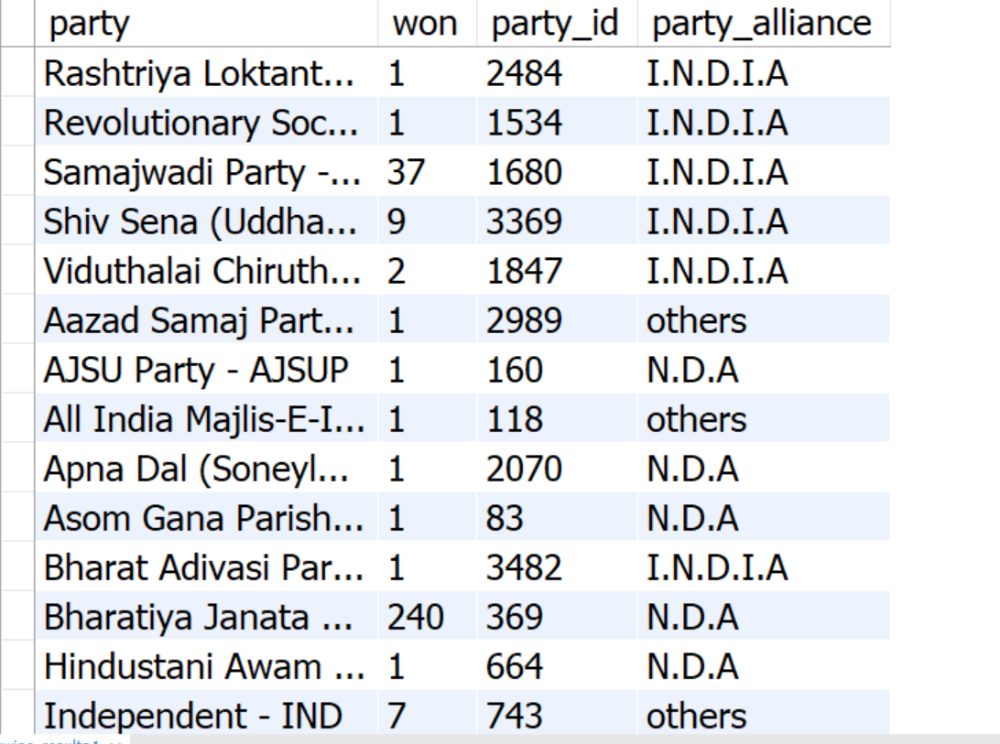 party won party_id party_alliance
Rashtriya Loktant... 1 2484 I.N.D.I.A
Revolutionary Soc... 1 1534 I.N.D.I.A
Samajwadi Party -... 37 1680 I.N.D.I.A
Shiv Sena (Uddha... 9 3369 I.N.D.I.A
Viduthalai Chiruth... 2 1847 I.N.D.I.A
Aazad Samaj Part... 1 2989 others
AJSU Party - AJSUP 1 160 N.D.A
All India Majlis-E-I... 1 118 others
Apna Dal (Soneyl... 1 2070 N.D.A
Asom Gana Parish... 1 83 N.D.A
Bharat Adivasi Par... 1 3482 I.N.D.I.A
Bharatiya Janata ... 240 369 N.D.A
Hindustani Awam ... 1 664 N.D.A
Independent - IND 7 743 others